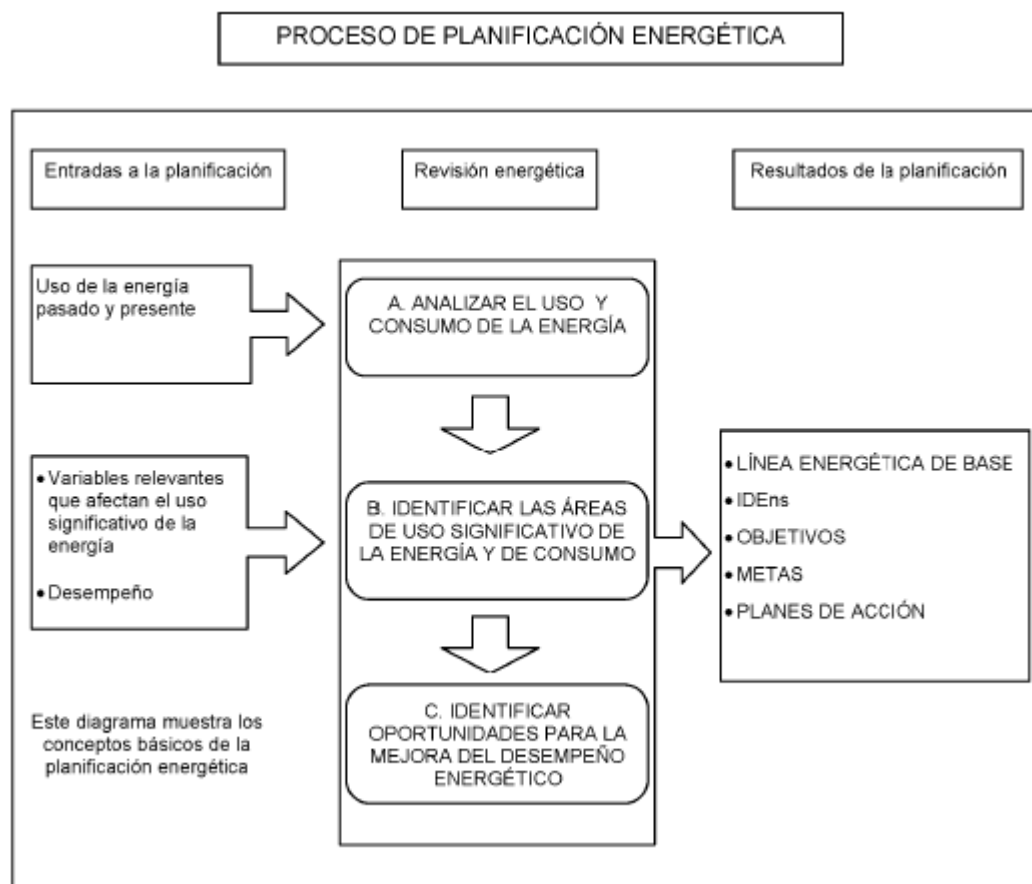 PROCESO DE PLANIFICACIÓN ENERGÉTICA
Entradas a la planificación
Revisión energética
Resultados de la planificación
Uso de la energía
pasado y presente
A. ANALIZAR EL USO Y
CONSUMO DE LA ENERGÍA
• Variables relevantes
que afectan el uso
significativo de la
energía
• Desempeño
B. IDENTIFICAR LAS ÁREAS
DE USO SIGNIFICATIVO DE
LA ENERGÍA Y DE CONSUMO
• LÍNEA ENERGÉTICA DE BASE
• IDEns
• OBJETIVOS
• METAS
• PLANES DE ACCIÓN
Este diagrama muestra los
conceptos básicos de la
planificación energética
C. IDENTIFICAR
OPORTUNIDADES PARA LA
MEJORA DEL DESEMPEÑO
ENERGÉTICO